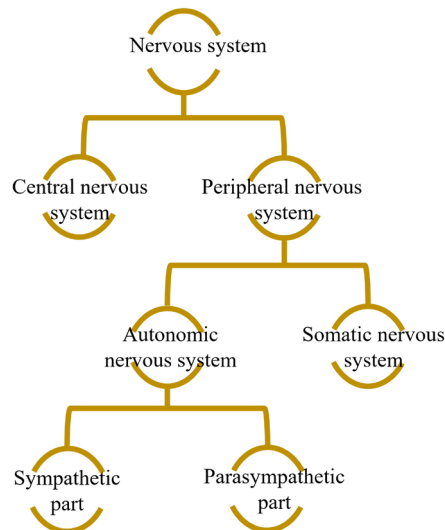 Nervous system
Central nervous
system
Peripheral nervous
system
Autonomic
nervous system
Somatic nervous
system
Sympathetic
part
Parasympathetic
part